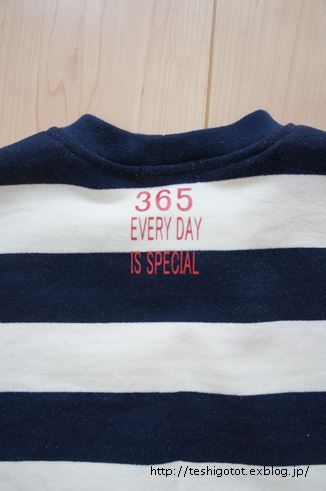 365
EVERY DAY
IS SPECIAL
http://teshigotot.exblog.jp/